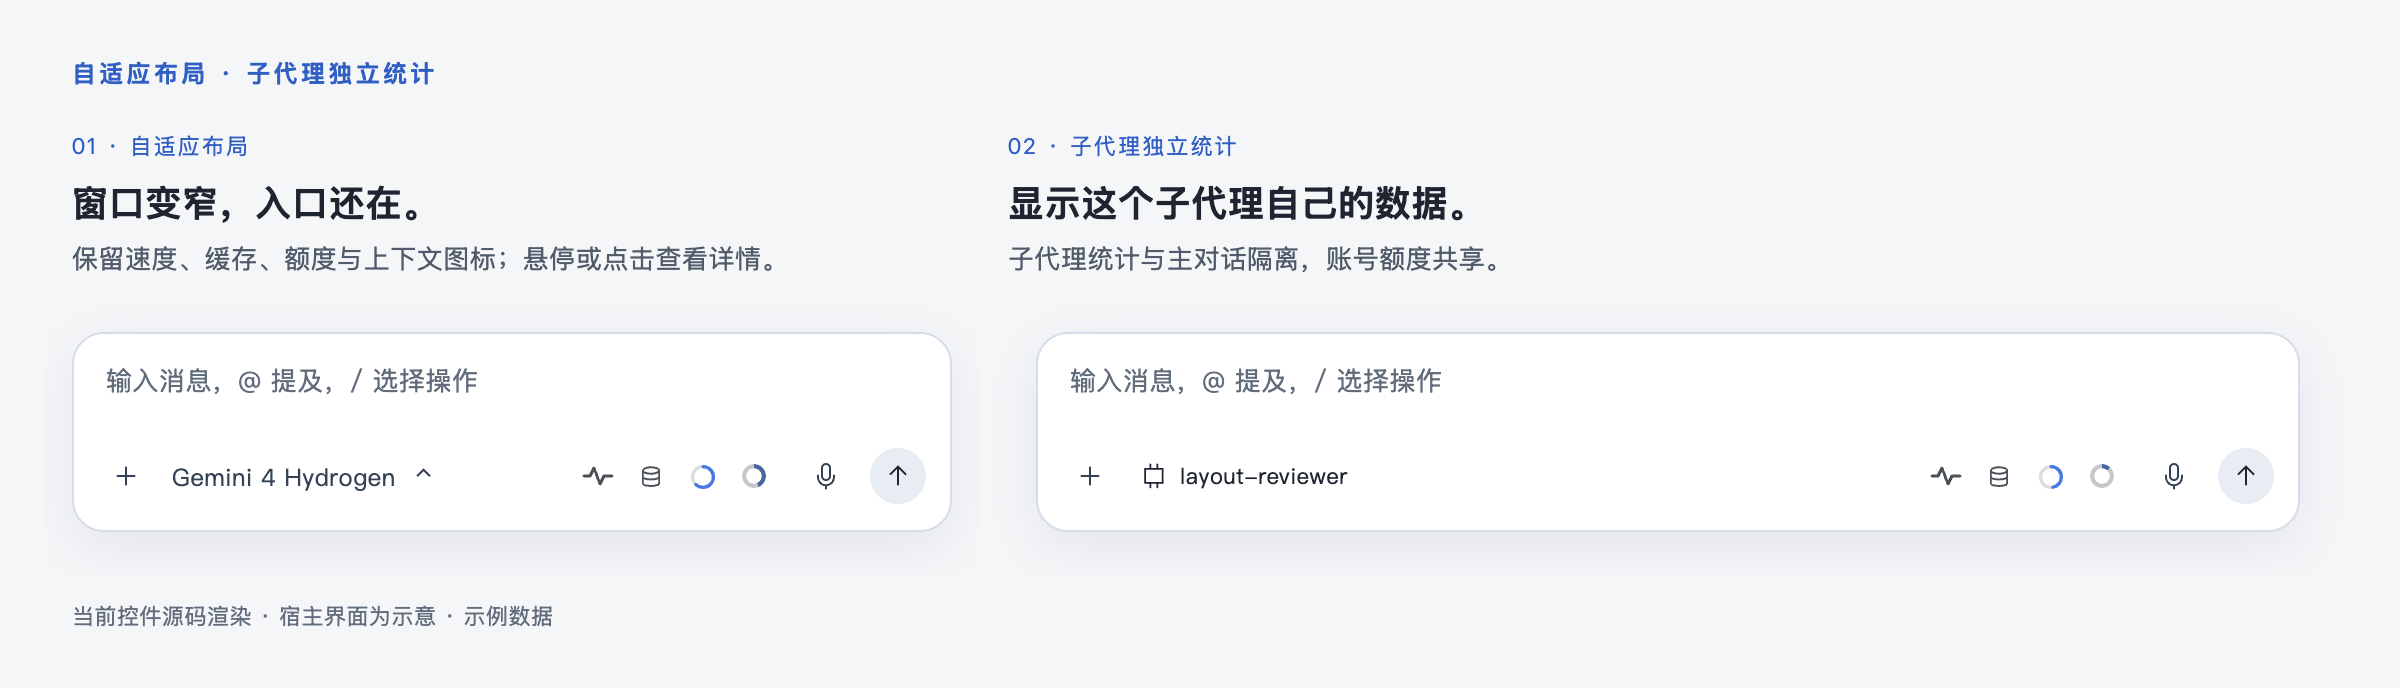 自适应布局 · 子代理独立统计
01 · 自适应布局
窗口变窄，入口还在。
保留速度、缓存、额度与上下文图标；悬停或点击查看详情。
输入消息，@ 提及，/ 选择操作
Gemini 4 Hydrogen
02 · 子代理独立统计
显示这个子代理自己的数据。
子代理统计与主对话隔离，账号额度共享。
输入消息，@ 提及，/ 选择操作
layout-reviewer
当前控件源码渲染 · 宿主界面为示意 · 示例数据